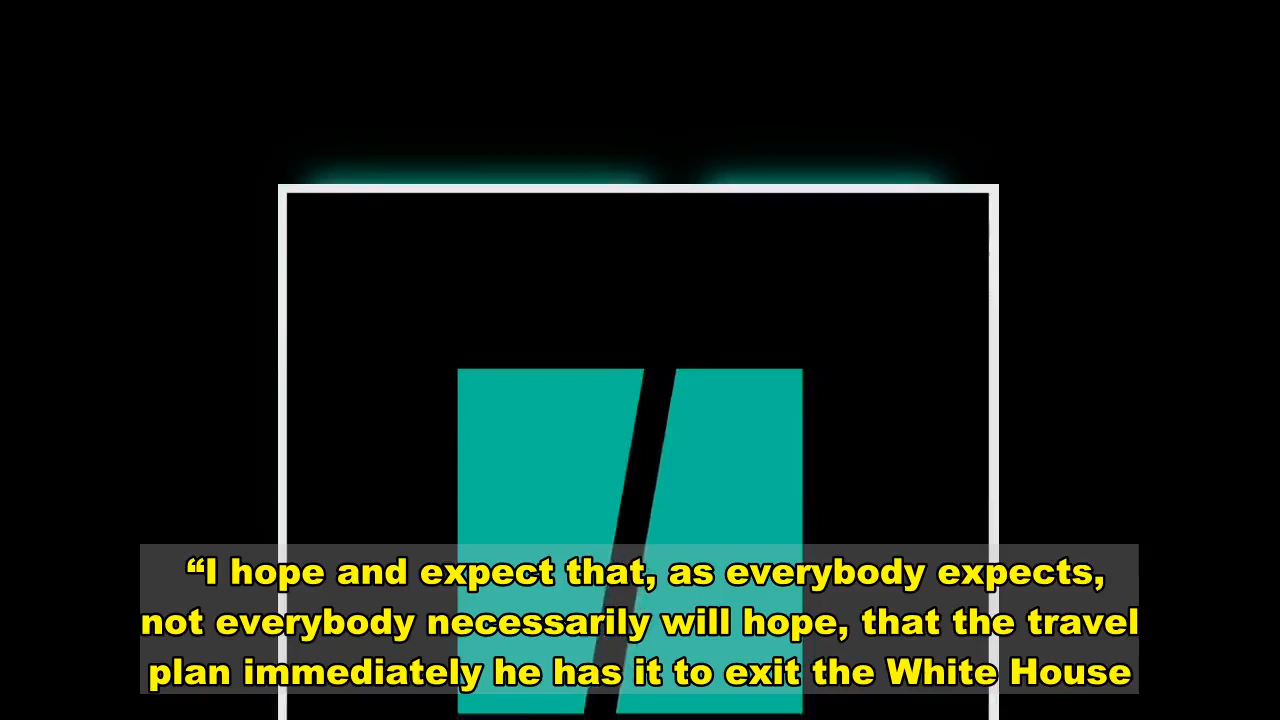 “I hope and expect that, as everybody expects,
not everybody necessarily will hope, that the travel
plan immediately he has it to exit the White House